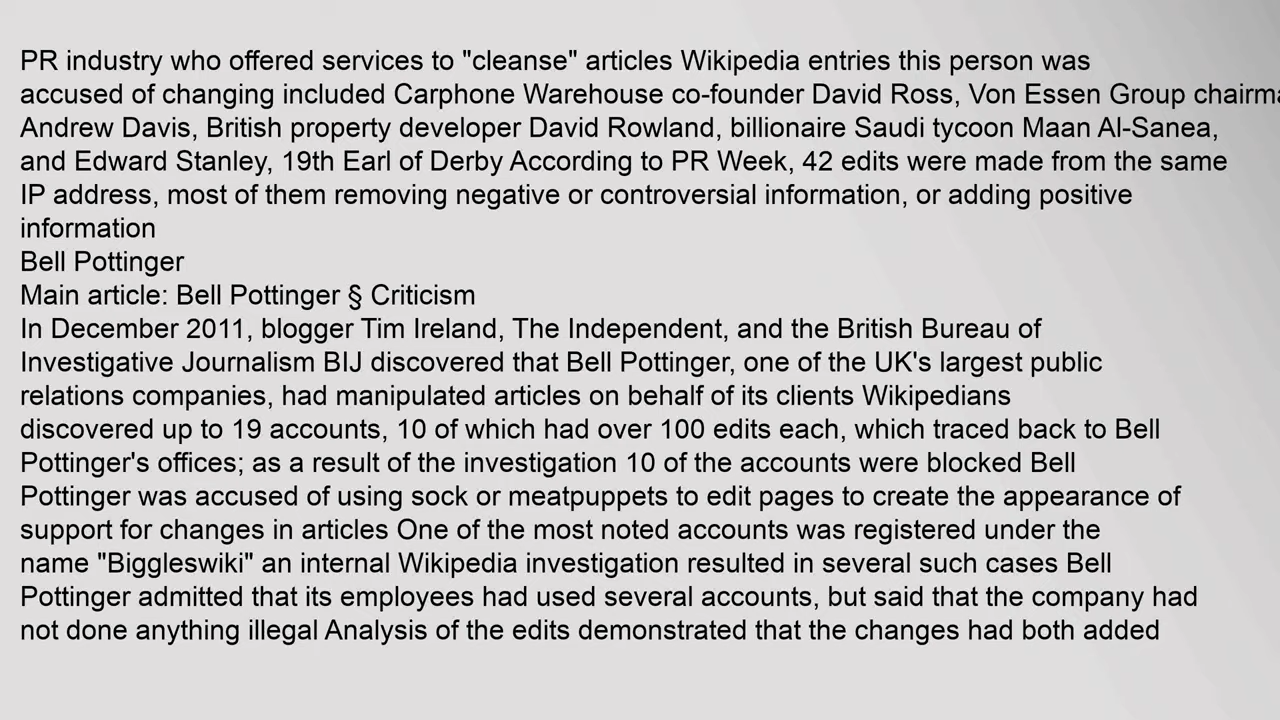 PR industry who offered services to "cleanse" articles Wikipedia entries this person was
accused of changing included Carphone Warehouse co-founder David Ross, Von Essen Group
Andrew Davis, British property developer David Rowland, billionaire Saudi tycoon Maan Al-Sanea,
and Edward Stanley, 19th Earl of Derby According to PR Week, 42 edits were made from the same
IP address, most of them removing negative or controversial information, or adding positive
information
Bell Pottinger
Main article: Bell Pottinger § Criticism
In December 2011, blogger Tim Ireland, The Independent, and the British Bureau of
Investigative Journalism BIJ discovered that Bell Pottinger, one of the UK's largest public
relations companies, had manipulated articles on behalf of its clients Wikipedians
discovered up to 19 accounts, 10 of which had over 100 edits each, which traced back to Bell
Pottinger's offices; as a result of the investigation 10 of the accounts were blocked Bell
Pottinger was accused of using sock or meatpuppets to edit pages to create the appearance of
support for changes in articles One of the most noted accounts was registered under the
name "Biggleswiki" an internal Wikipedia investigation resulted in several such cases Bell
Pottinger admitted that its employees had used several accounts, but said that the company had
not done anything illegal Analysis of the edits demonstrated that the changes had both added